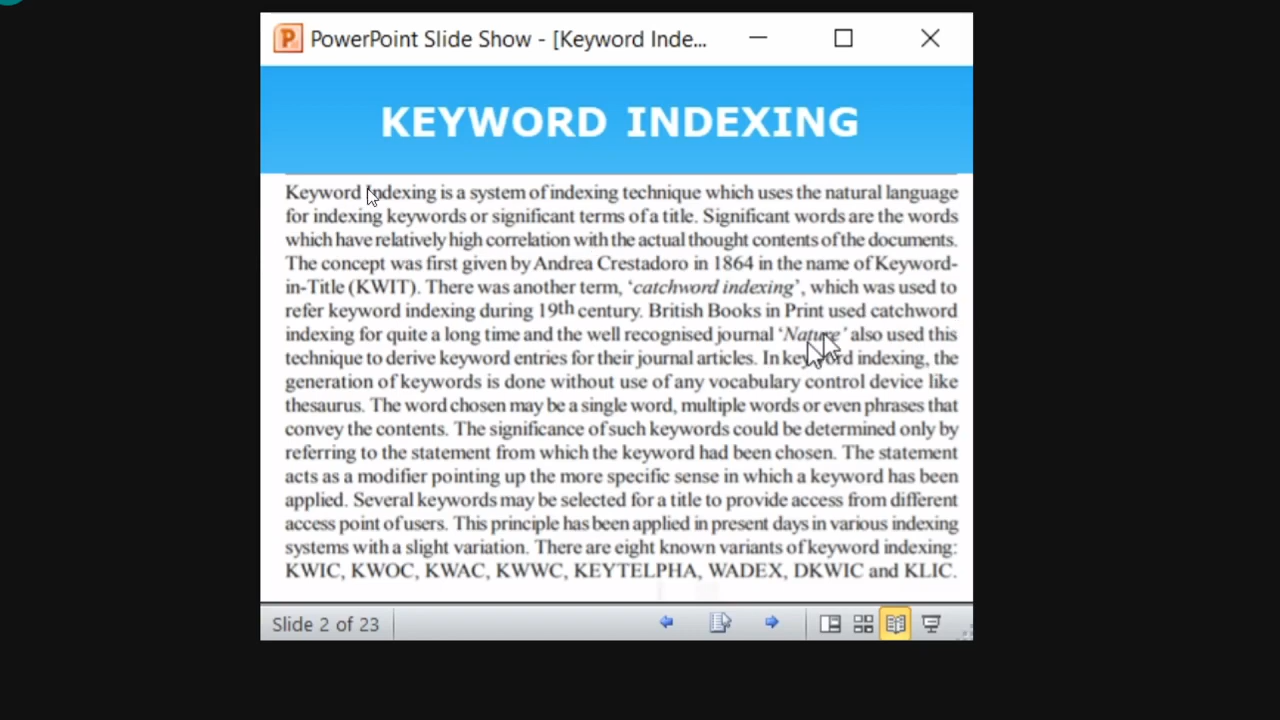 PowerPoint Slide Show - [Keyword Inde...
KEYWORD INDEXING
Keyword Indexing is a system of indexing technique which uses the natural language
for indexing keywords or significant terms of a title. Significant words are the words
which have relatively high correlation with the actual thought contents of the documents.
The concept was first given by Andrea Crestadoro in 1864 in the name of Keyword-
in-Title (KWIT). There was another term, ‘catchword indexing’, which was used to
refer keyword indexing during 19th century. British Books in Print used catchword
indexing for quite a long time and the well recognised journal ‘Nature’ also used this
technique to derive keyword entries for their journal articles. In keyword indexing, the
generation of keywords is done without use of any vocabulary control device like
thesaurus. The word chosen may be a single word, multiple words or even phrases that
convey the contents. The significance of such keywords could be determined only by
referring to the statement from which the keyword had been chosen. The statement
acts as a modifier pointing up the more specific sense in which a keyword has been
applied. Several keywords may be selected for a title to provide access from different
access point of users. This principle has been applied in present days in various indexing
systems with a slight variation. There are eight known variants of keyword indexing:
KWIC, KWOC, KWAC, KWWC, KEYTELPHA, WADEX, DKWIC and KLIC.
Slide 2 of 23